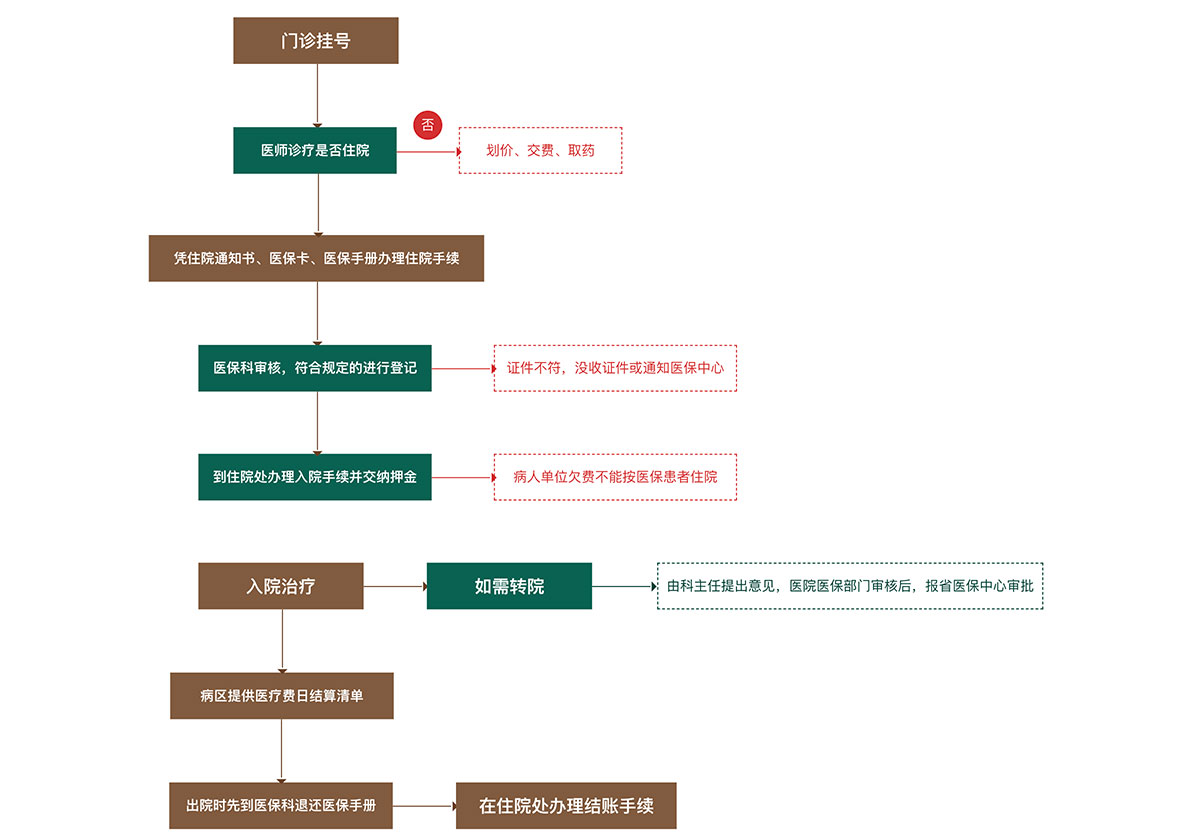 门诊挂号
否
医师诊疗是否住院
划价、交费、取药
凭住院通知书、医保卡、医保手册办理住院手续
医保科审核，符合规定的进行登记
证件不符，没收证件或通知医保中心
到住院处办理入院手续并交纳押金
病人单位欠费不能按医保患者住院
入院治疗
如需转院
由科主任提出意见，医院医保部门审核后，报省医保中心审批
病区提供医疗费日结算清单
出院时先到医保科退还医保手册
在住院处办理结账手续